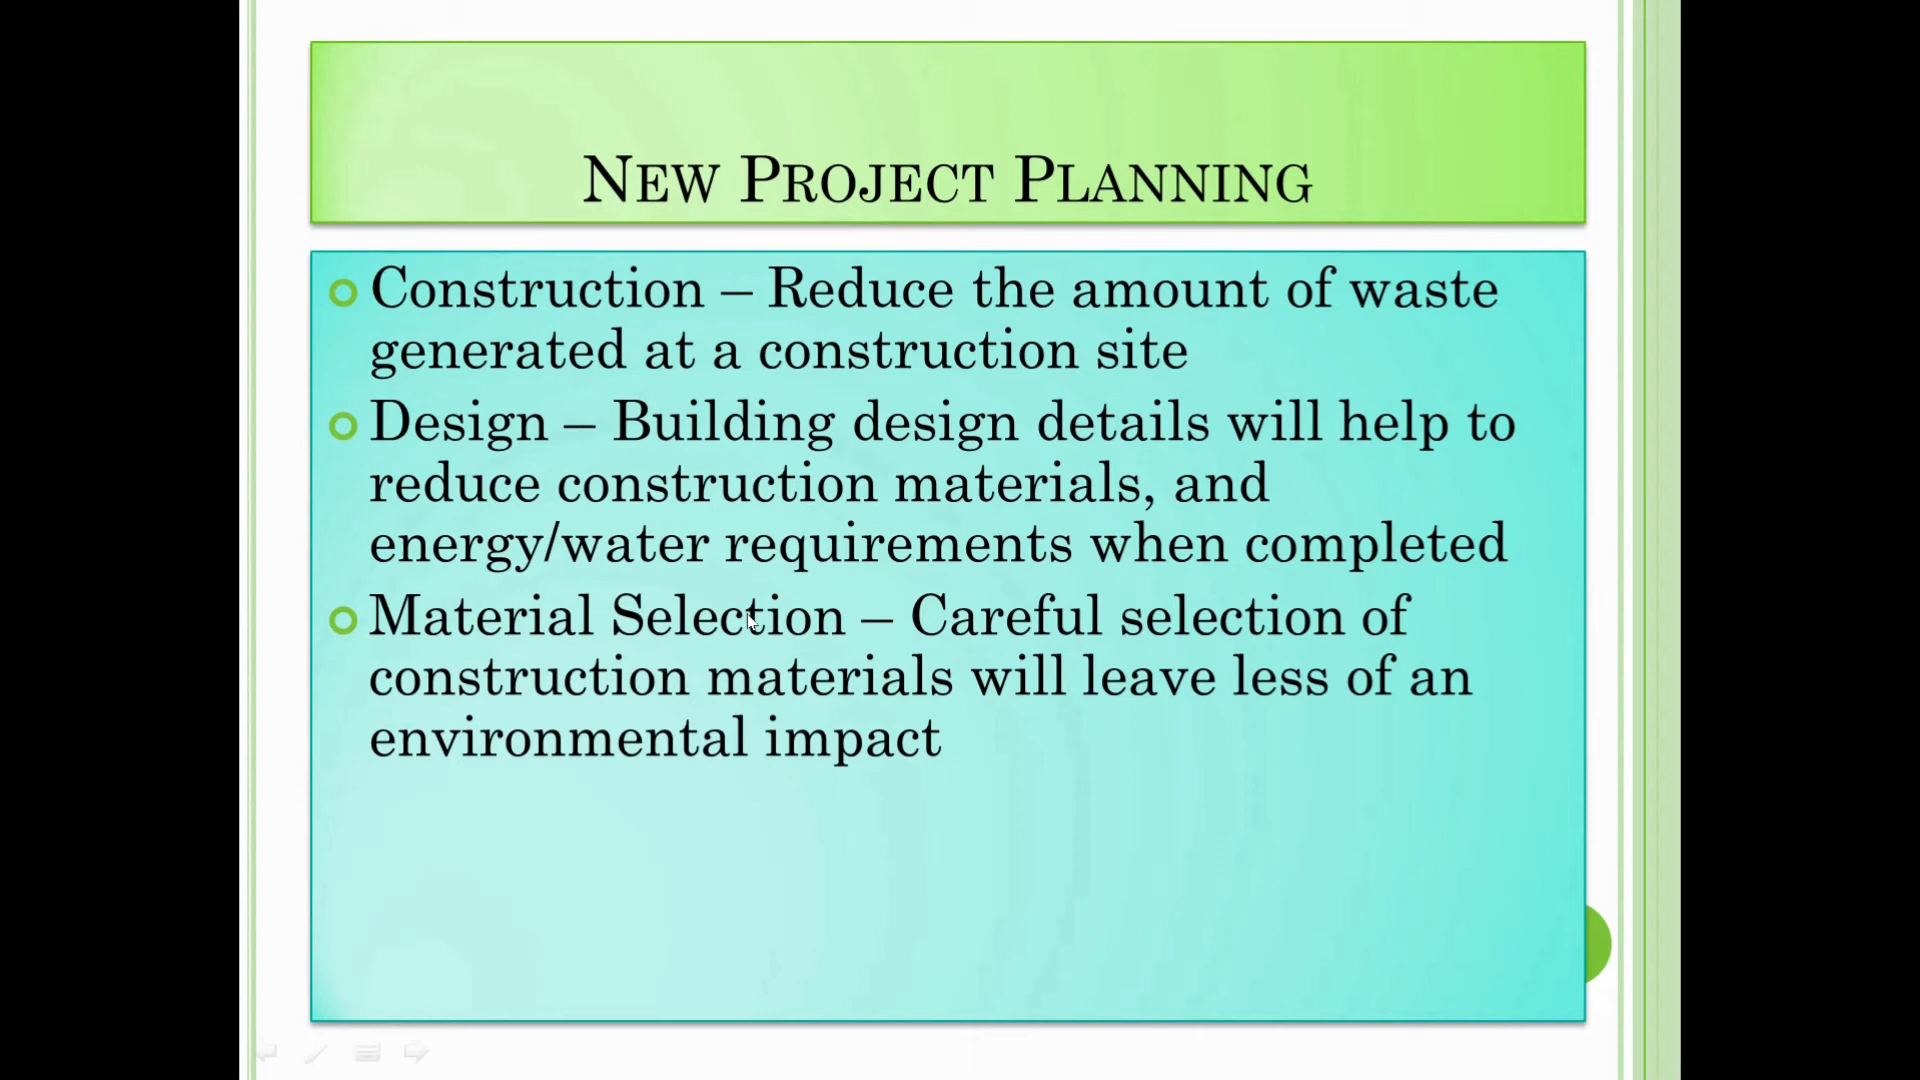 New Project Planning
Construction – Reduce the amount of waste
generated at a construction site
Design – Building design details will help to
reduce construction materials, and
energy/water requirements when completed
Material Selection – Careful selection of
construction materials will leave less of an
environmental impact